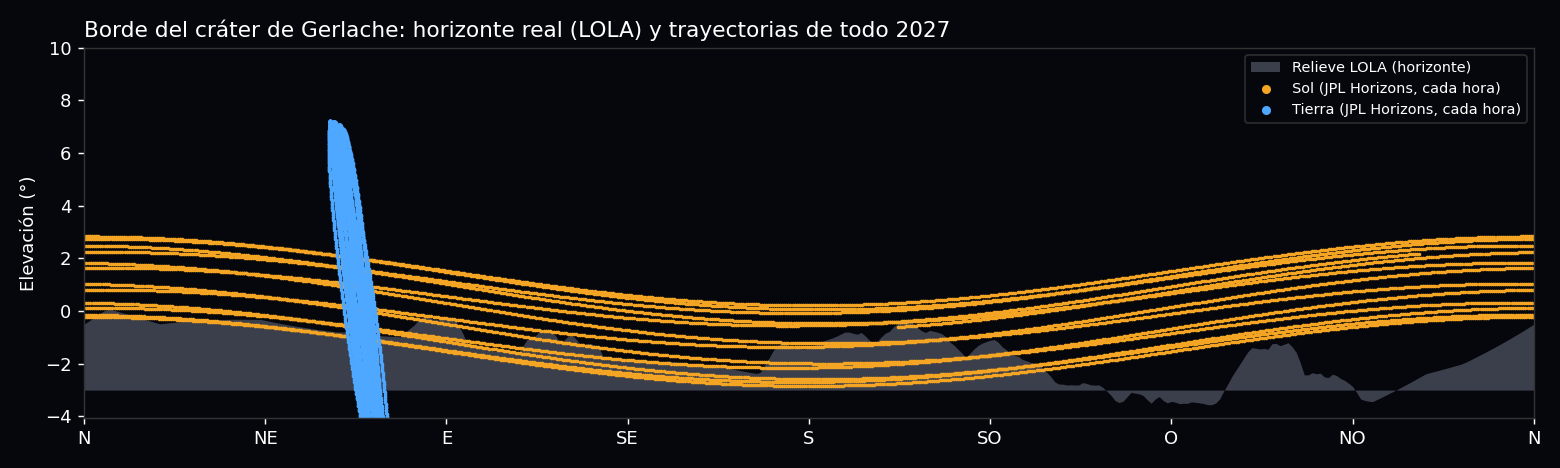 Borde del cráter de Gerlache: horizonte real (LOLA) y trayectorias de todo 2027
Relieve LOLA (horizonte)
Sol (JPL Horizons, cada hora)
Tierra (JPL Horizons, cada hora)
Elevación (°)
10
8
6
4
2
0
−2
−4
N NE E SE S SO O NO N